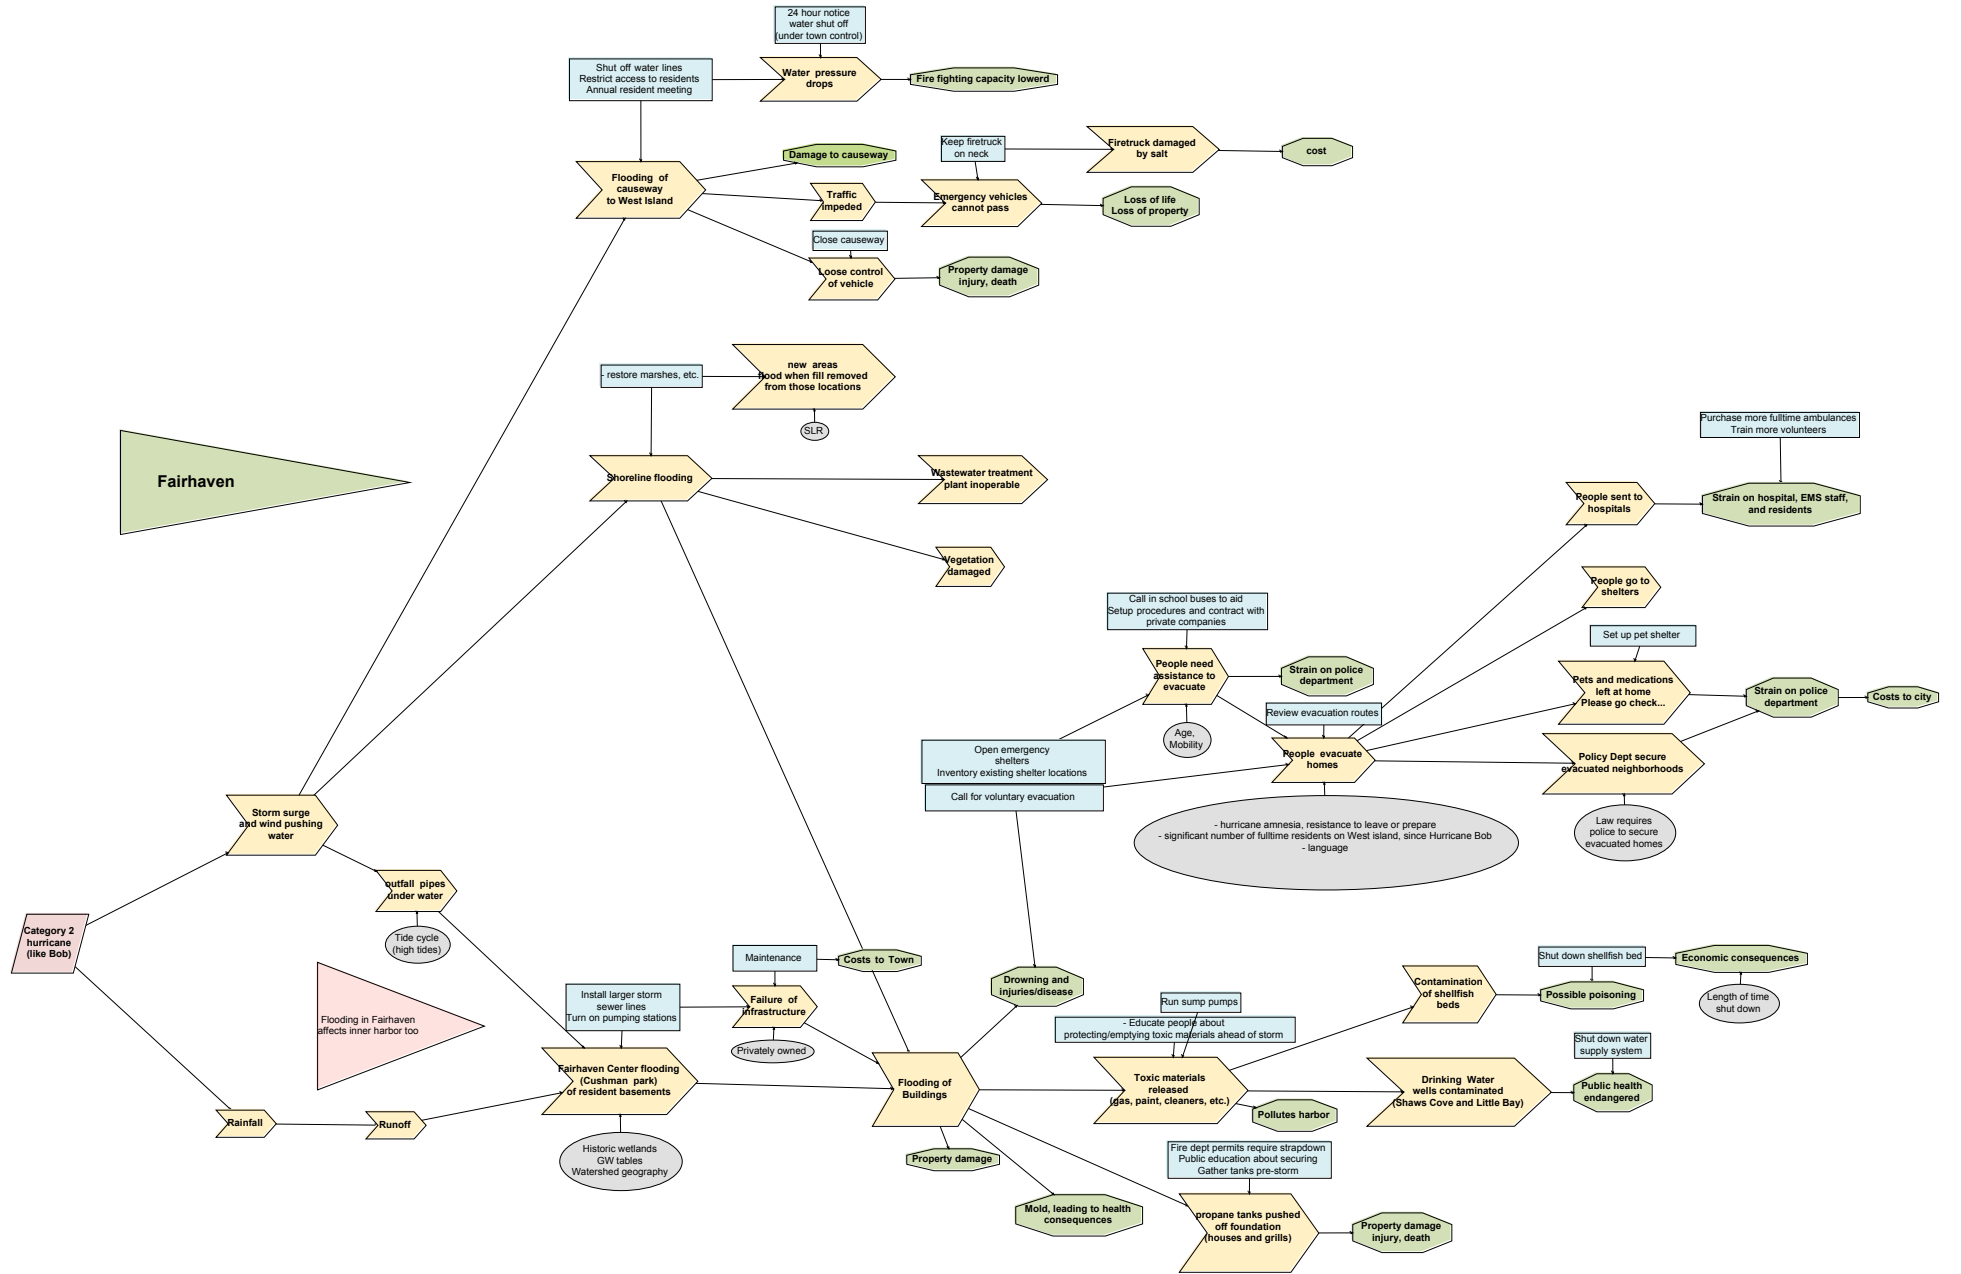 24 hour notice
water shut off
(under town control)
Shut off water lines
Restrict access to residents
Annual resident meeting
Water pressure
drops
Fire fighting capacity lowerd
Keep firetruck
on neck
Firetruck damaged
by salt
cost
Damage to causeway
Flooding of
causeway
to West Island
Traffic
impeded
Emergency vehicles
cannot pass
Loss of life
Loss of property
Close causeway
Loose control
of vehicle
Property damage
injury, death
- restore marshes, etc.
new areas
flood when fill removed
from those locations
SLR
Fairhaven
Shoreline flooding
Wastewater treatment
plant inoperable
Vegetation
damaged
Purchase more fulltime ambulances
Train more volunteers
People sent to
hospitals
Strain on hospital, EMS staff,
and residents
People go to
shelters
Call in school buses to aid
Setup procedures and contract with
private companies
People need
assistance to
evacuate
Strain on police
department
Age,
Mobility
Set up pet shelter
Pets and medications
left at home
Please go check...
Strain on police
department
Costs to city
Review evacuation routes
People evacuate
homes
Policy Dept secure
evacuated neighborhoods
Open emergency
shelters
Inventory existing shelter locations
Call for voluntary evacuation
- hurricane amnesia, resistance to leave or prepare
- significant number of fulltime residents on West island, since Hurricane Bob
- language
Law requires
police to secure
evacuated homes
Storm surge
and wind pushing
water
outfall pipes
under water
Tide cycle
(high tides)
Category 2
hurricane
(like Bob)
Flooding in Fairhaven
affects inner harbor too
Maintenance
Costs to Town
Install larger storm
sewer lines
Turn on pumping stations
Failure of
infrastructure
Privately owned
Drowning and
injuries/disease
Run sump pumps
- Educate people about
protecting/emptying toxic materials ahead of storm
Contamination
of shellfish
beds
Shut down shellfish bed
Economic consequences
Possible poisoning
Length of time
shut down
Fairhaven Center flooding
(Cushman park)
of resident basements
Flooding of
Buildings
Toxic materials
released
(gas, paint, cleaners, etc.)
Pollutes harbor
Drinking Water
wells contaminated
(Shaws Cove and Little Bay)
Shut down water
supply system
Public health
endangered
Rainfall
Runoff
Historic wetlands
GW tables
Watershed geography
Property damage
Mold, leading to health
consequences
Fire dept permits require strapdown
Public education about securing
Gather tanks pre-storm
propane tanks pushed
off foundation
(houses and grills)
Property damage
injury, death